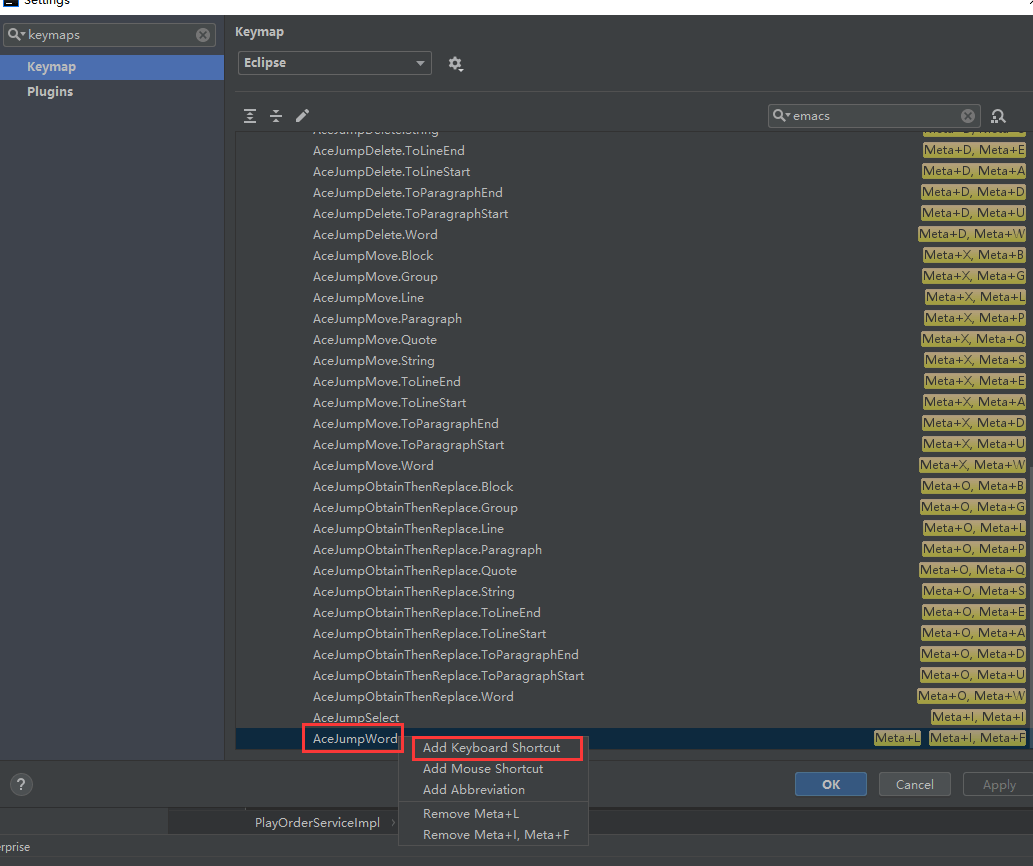 Settings
keymaps
Keymap
Plugins
Keymap
Eclipse
emacs
AceJumpDelete.String
AceJumpDelete.ToLineEnd Meta+D, Meta+E
AceJumpDelete.ToLineStart Meta+D, Meta+A
AceJumpDelete.ToParagraphEnd Meta+D, Meta+D
AceJumpDelete.ToParagraphStart Meta+D, Meta+U
AceJumpDelete.Word Meta+D, Meta+W
AceJumpMove.Block Meta+X, Meta+B
AceJumpMove.Group Meta+X, Meta+G
AceJumpMove.Line Meta+X, Meta+L
AceJumpMove.Paragraph Meta+X, Meta+P
AceJumpMove.Quote Meta+X, Meta+Q
AceJumpMove.String Meta+X, Meta+S
AceJumpMove.ToLineEnd Meta+X, Meta+E
AceJumpMove.ToLineStart Meta+X, Meta+A
AceJumpMove.ToParagraphEnd Meta+X, Meta+D
AceJumpMove.ToParagraphStart Meta+X, Meta+U
AceJumpMove.Word Meta+X, Meta+W
AceJumpObtainThenReplace.Block Meta+O, Meta+B
AceJumpObtainThenReplace.Group Meta+O, Meta+G
AceJumpObtainThenReplace.Line Meta+O, Meta+L
AceJumpObtainThenReplace.Paragraph Meta+O, Meta+P
AceJumpObtainThenReplace.Quote Meta+O, Meta+Q
AceJumpObtainThenReplace.String Meta+O, Meta+S
AceJumpObtainThenReplace.ToLineEnd Meta+O, Meta+E
AceJumpObtainThenReplace.ToLineStart Meta+O, Meta+A
AceJumpObtainThenReplace.ToParagraphEnd Meta+O, Meta+D
AceJumpObtainThenReplace.ToParagraphStart Meta+O, Meta+U
AceJumpObtainThenReplace.Word Meta+O, Meta+W
AceJumpSelect Meta+I, Meta+I
AceJumpWord Meta+L Meta+I, Meta+F
Add Keyboard Shortcut
Add Mouse Shortcut
Add Abbreviation
Remove Meta+L
Remove Meta+I, Meta+F
?
OK
Cancel
Apply
PlayOrderServiceImpl
erprise